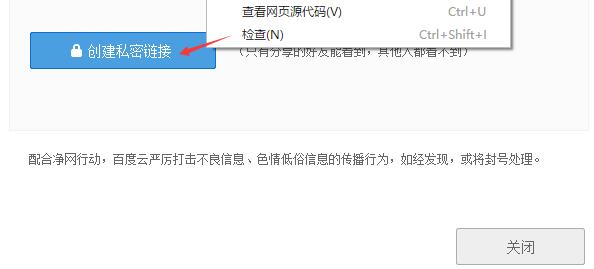 查看网页源代码(V) Ctrl+U
检查(N) Ctrl+Shift+I
创建私密链接 (只有分享的好友能看到，其他人都看不到)
配合净网行动，百度云严厉打击不良信息、色情低俗信息的传播行为，如经发现，或将封号处理。
关闭